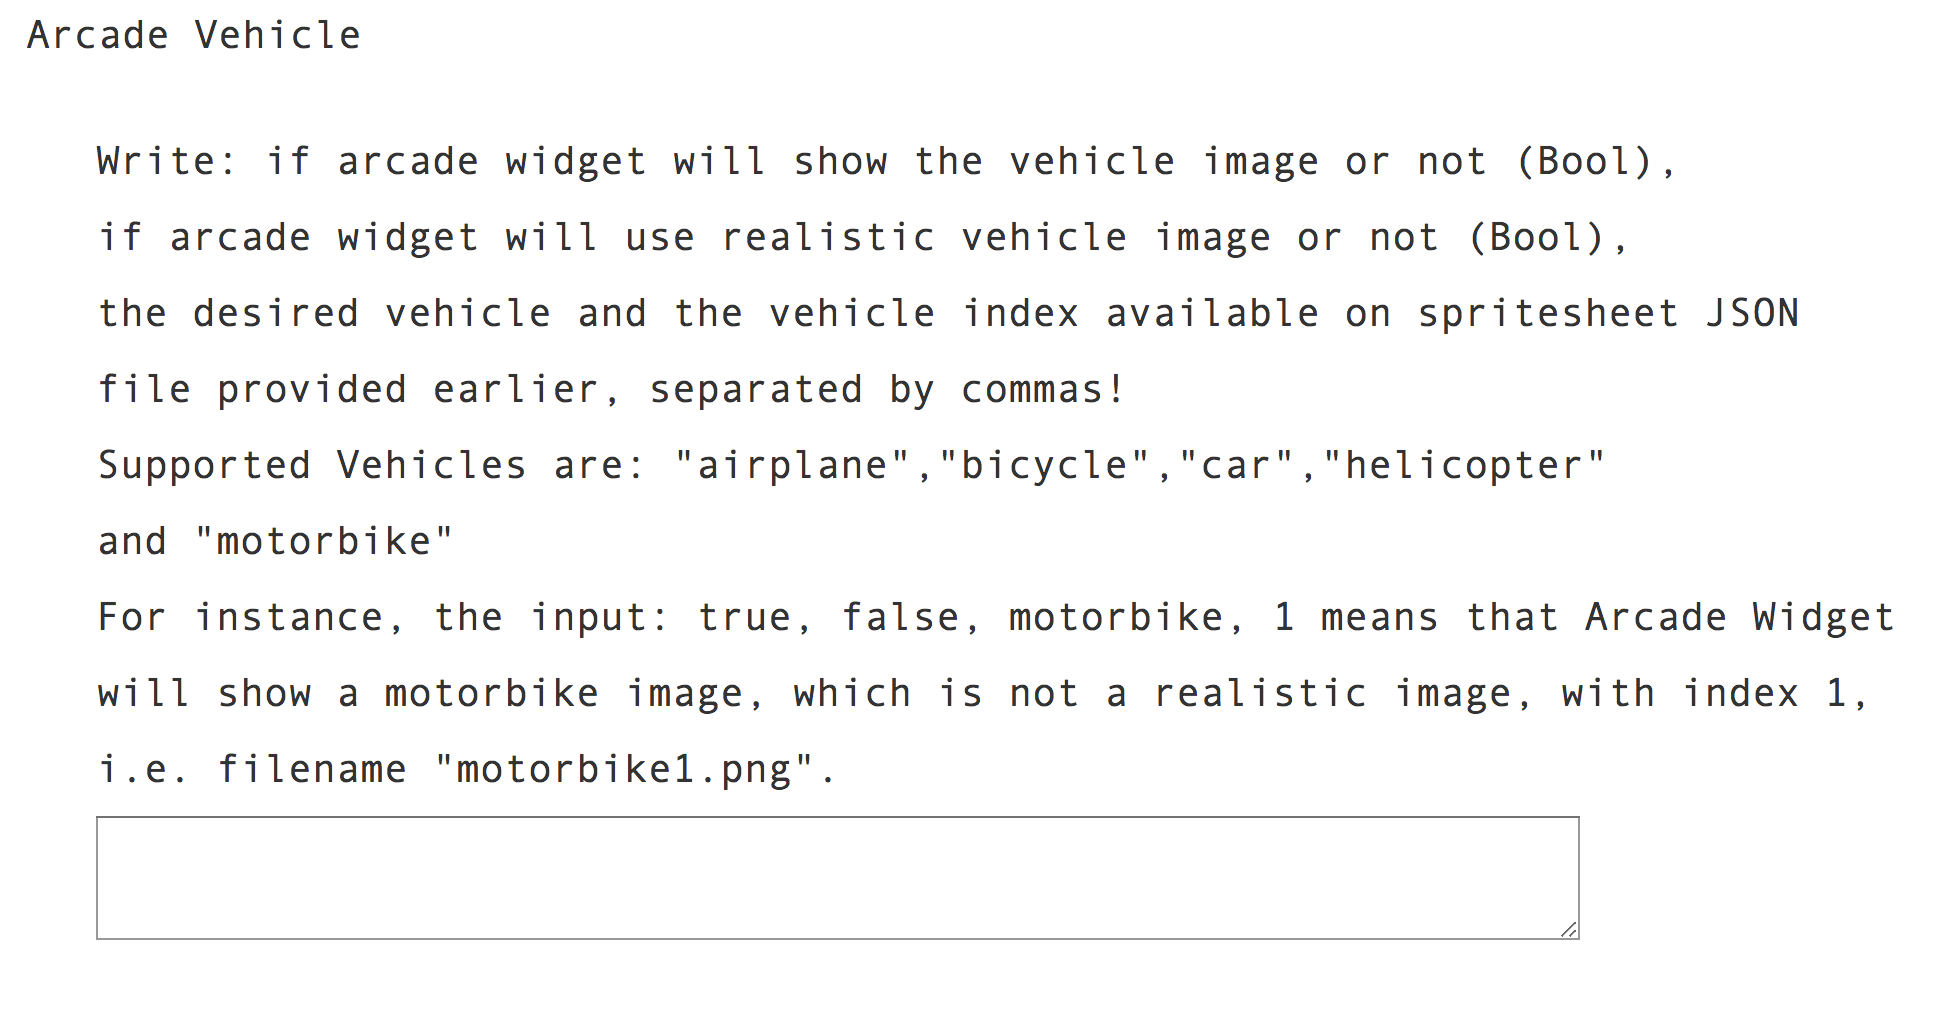 Arcade Vehicle
Write: if arcade widget will show the vehicle image or not (Bool),
if arcade widget will use realistic vehicle image or not (Bool),
the desired vehicle and the vehicle index available on spritesheet JSON
file provided earlier, separated by commas!
Supported Vehicles are: "airplane","bicycle","car","helicopter"
and "motorbike"
For instance, the input: true, false, motorbike, 1 means that Arcade Widget
will show a motorbike image, which is not a realistic image, with index 1,
i.e. filename "motorbike1.png".